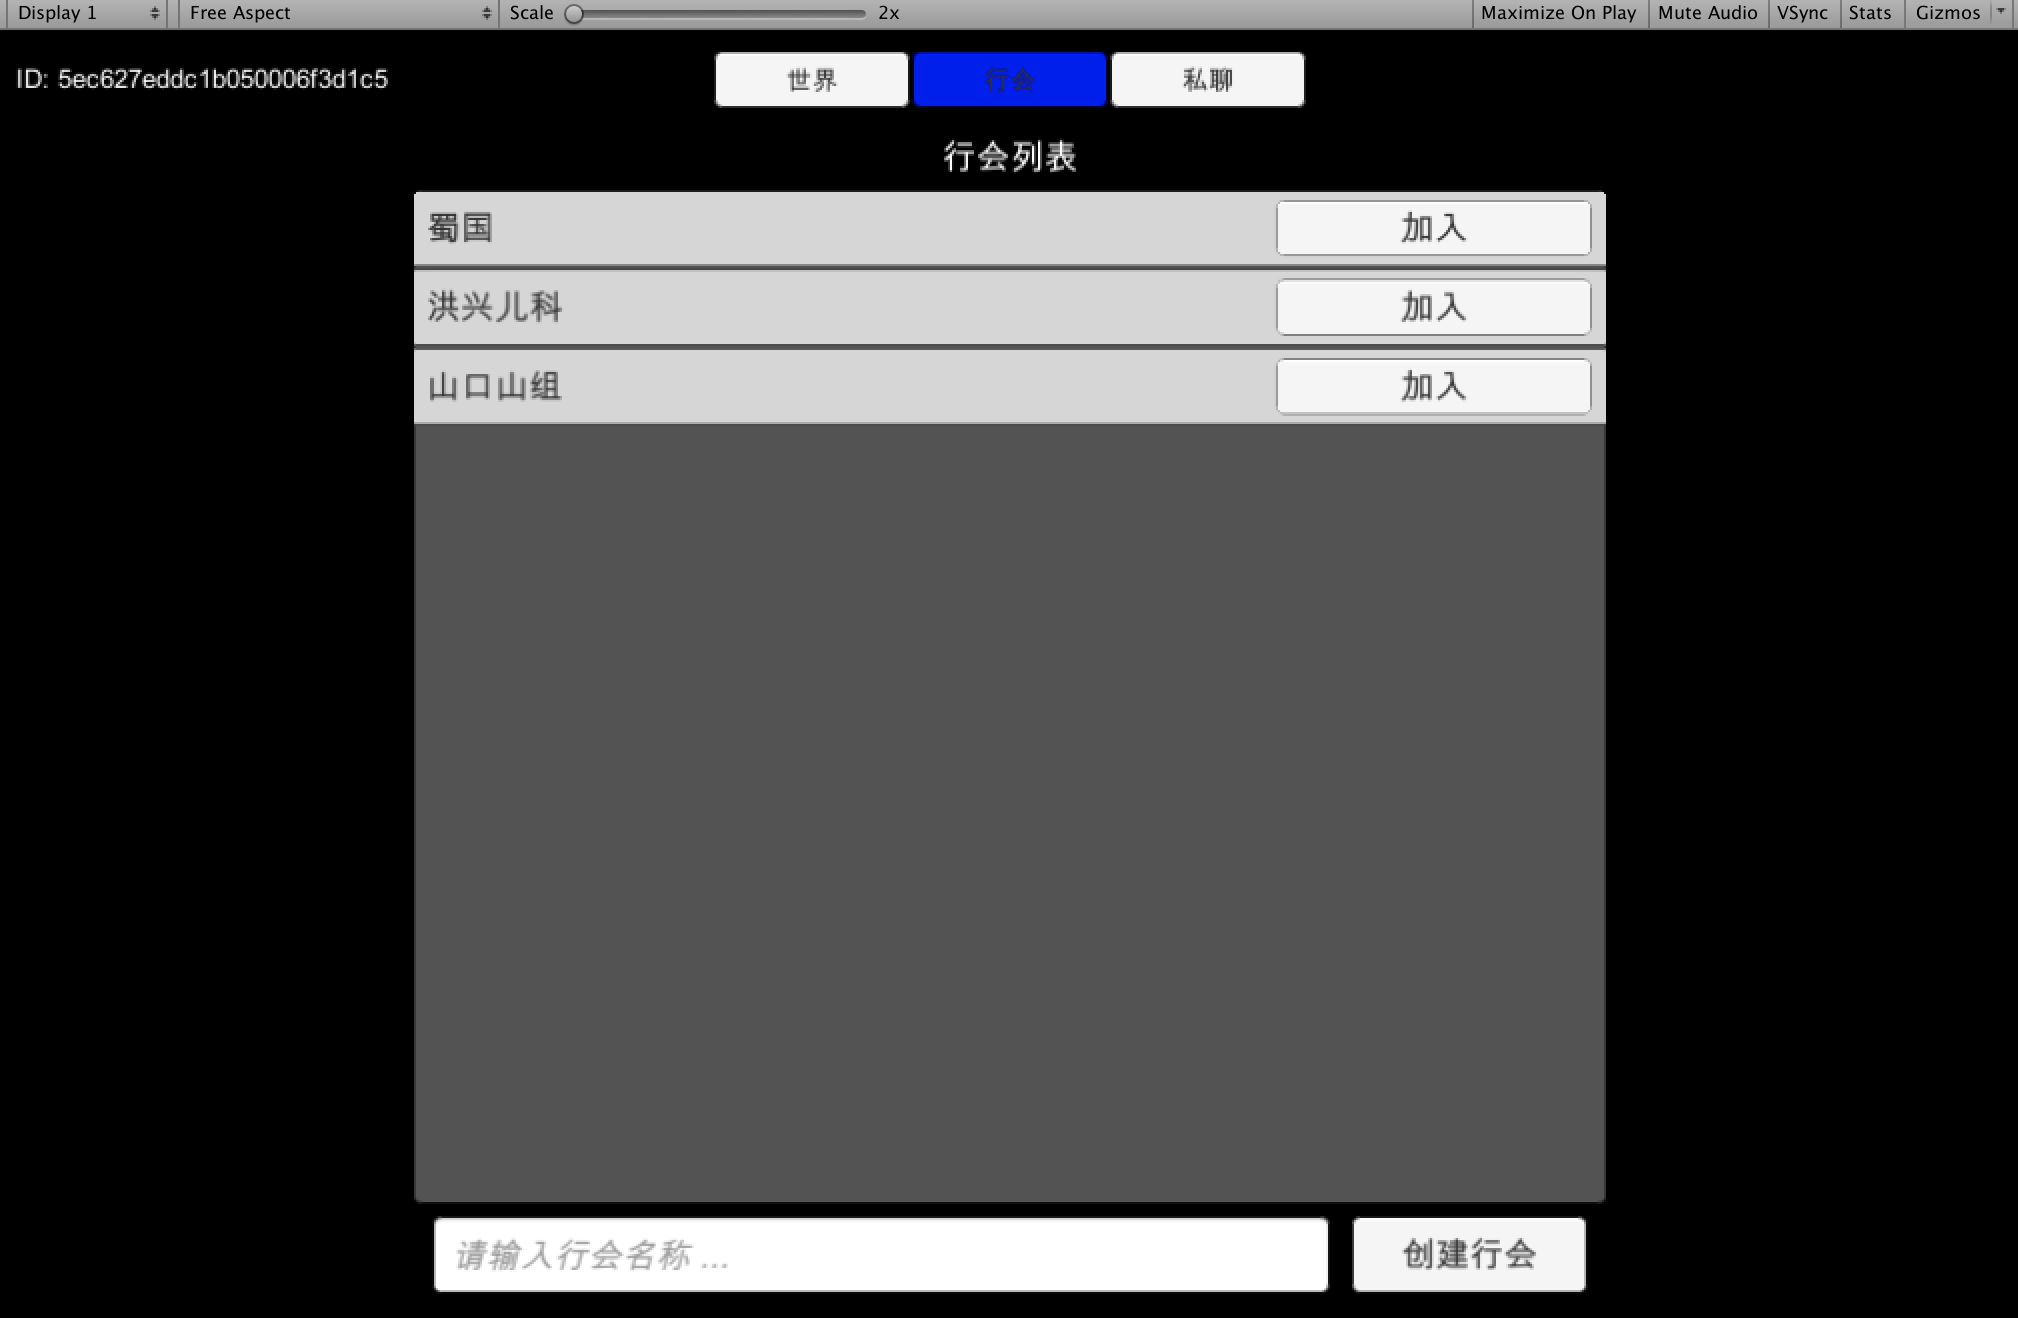 Display 1 Free Aspect Scale 2x Maximize On Play Mute Audio VSync Stats Gizmos
ID: 5ec627eddc1b050006f3d1c5 世界 行会 私聊
行会列表
蜀国 加入
洪兴儿科 加入
山口山组 加入
请输入行会名称 ... 创建行会